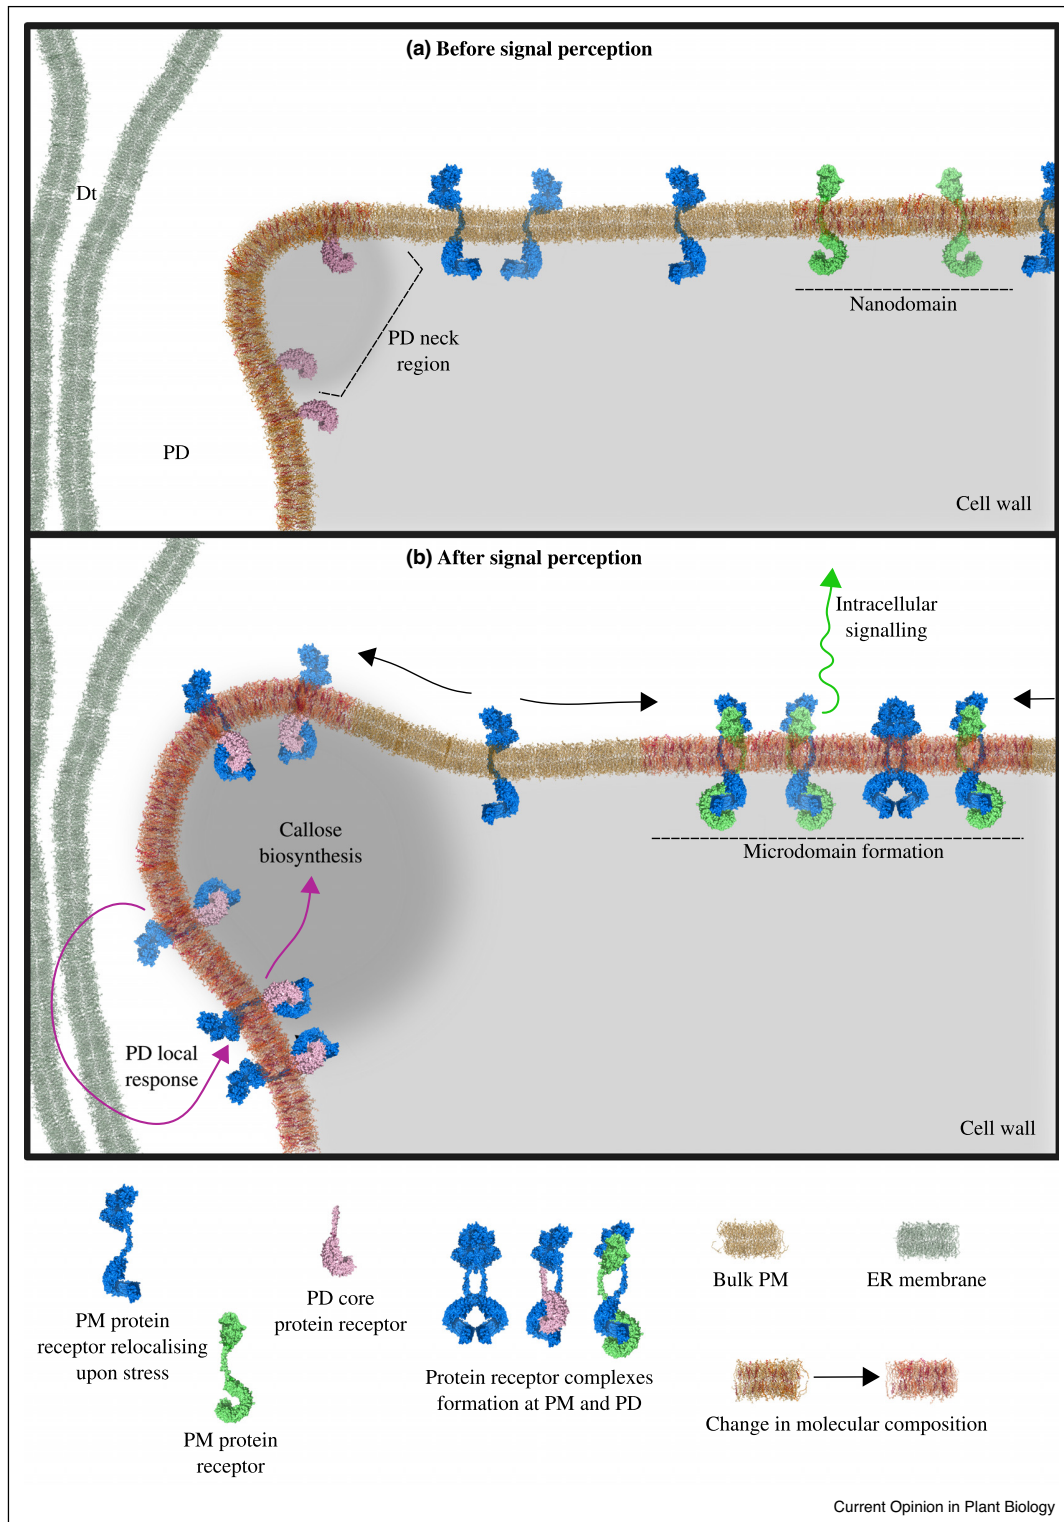 (a) Before signal perception
Dt
Nanodomain
PD neck
region
PD
Cell wall
(b) After signal perception
Intracellular
signalling
Callose
biosynthesis
Microdomain formation
PD local
response
Cell wall
PM protein
receptor relocalising
upon stress
PM protein
receptor
PD core
protein receptor
Protein receptor complexes
formation at PM and PD
Bulk PM
ER membrane
Change in molecular composition
Current Opinion in Plant Biology